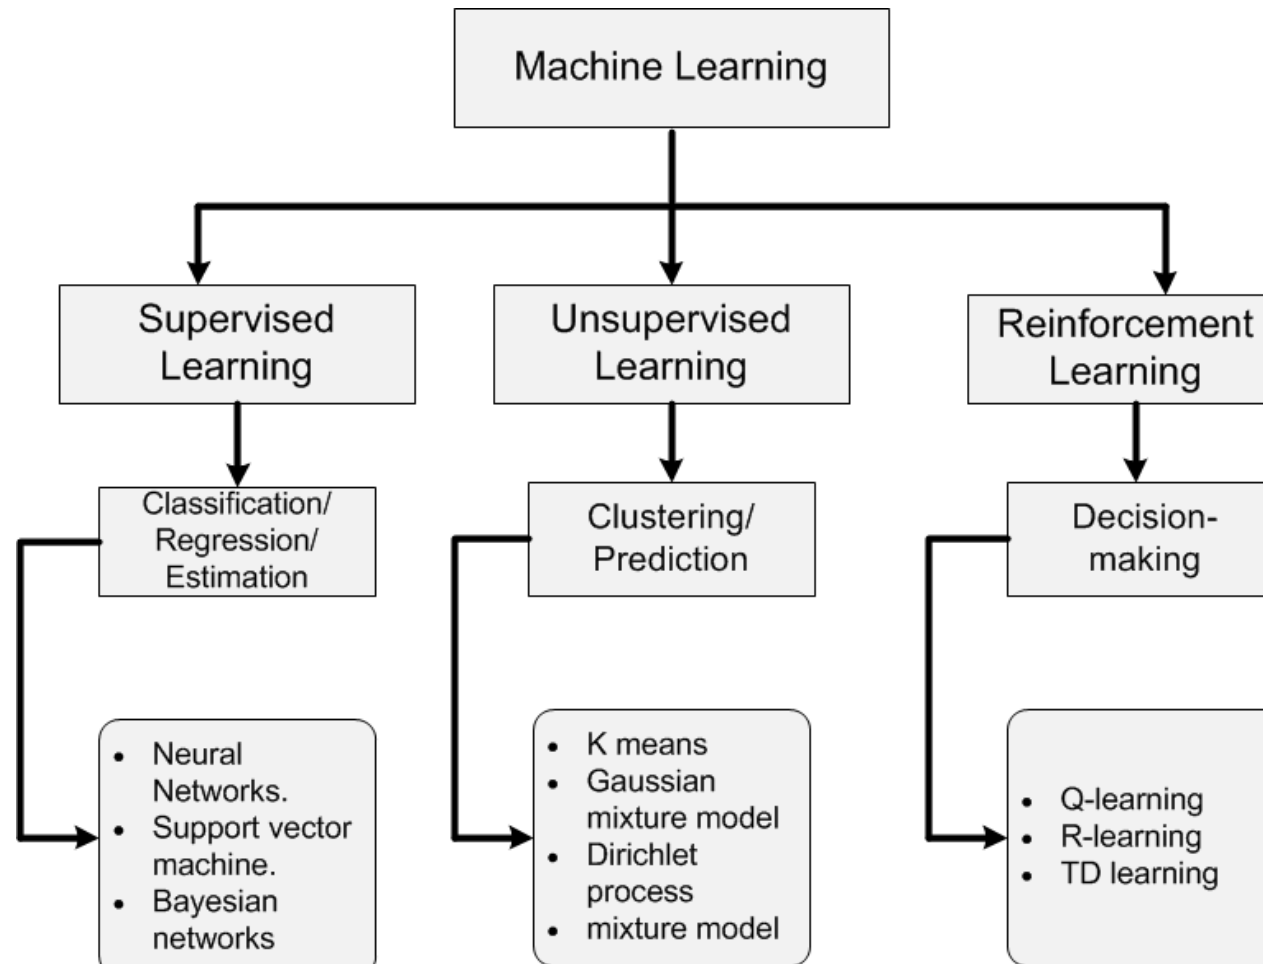 Machine Learning
Supervised
Learning
Unsupervised
Learning
Reinforcement
Learning
Classification/
Regression/
Estimation
Clustering/
Prediction
Decision-
making
• Neural
Networks.
• Support vector
machine.
• Bayesian
networks
• K means
• Gaussian
mixture model
• Dirichlet
process
• mixture model
• Q-learning
• R-learning
• TD learning